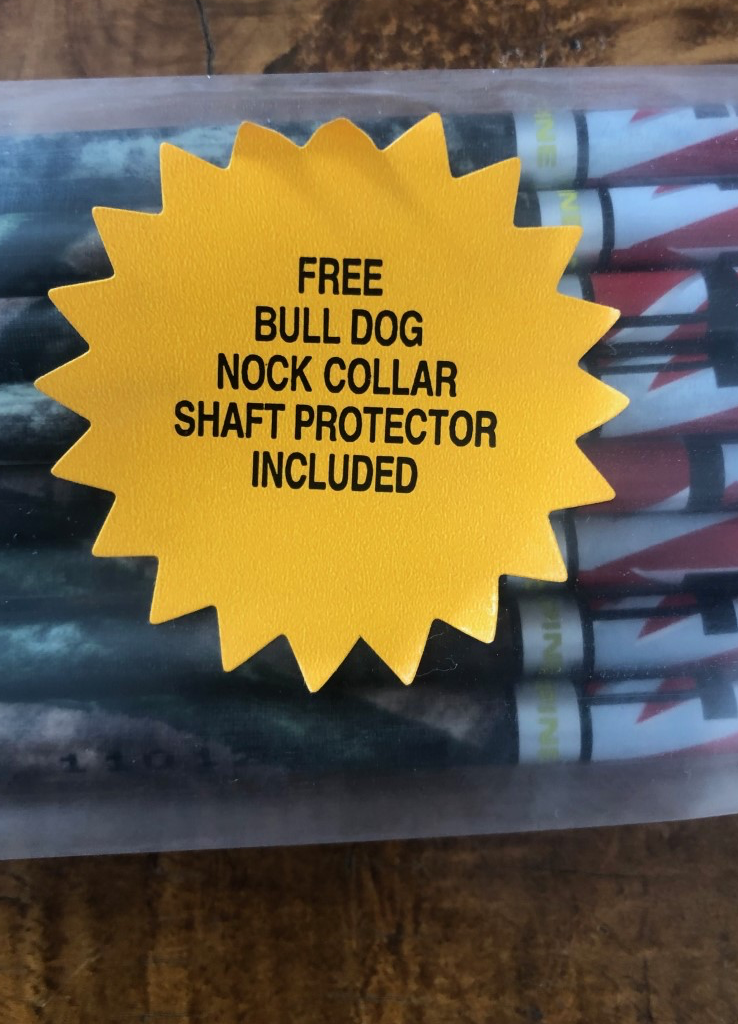 FREE
BULL DOG
NOCK COLLAR
SHAFT PROTECTOR
INCLUDED